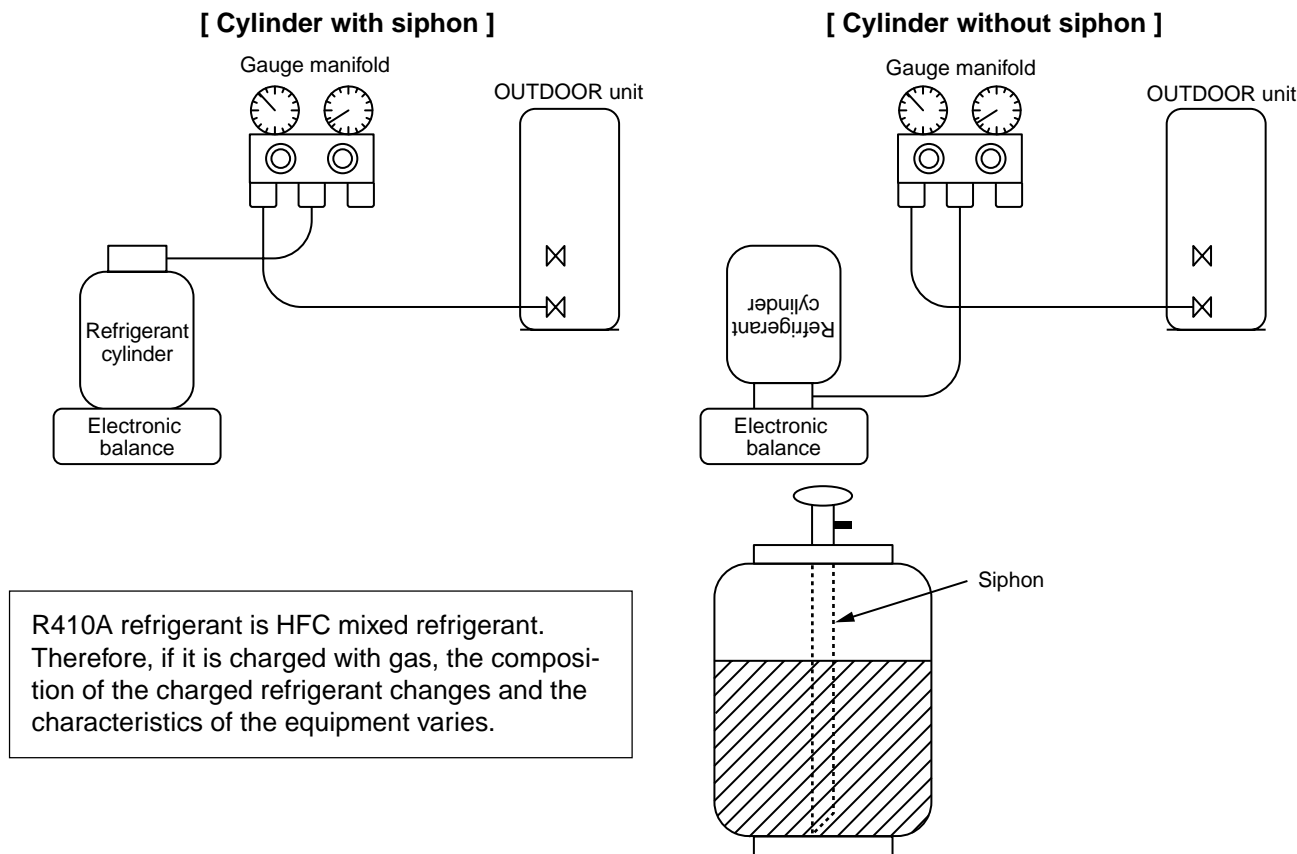 [ Cylinder with siphon ]
Gauge manifold
OUTDOOR unit
Refrigerant
cylinder
Electronic
balance
[ Cylinder without siphon ]
Gauge manifold
OUTDOOR unit
Refrigerant
cylinder
Electronic
balance
Siphon
R410A refrigerant is HFC mixed refrigerant.
Therefore, if it is charged with gas, the composi-
tion of the charged refrigerant changes and the
characteristics of the equipment varies.